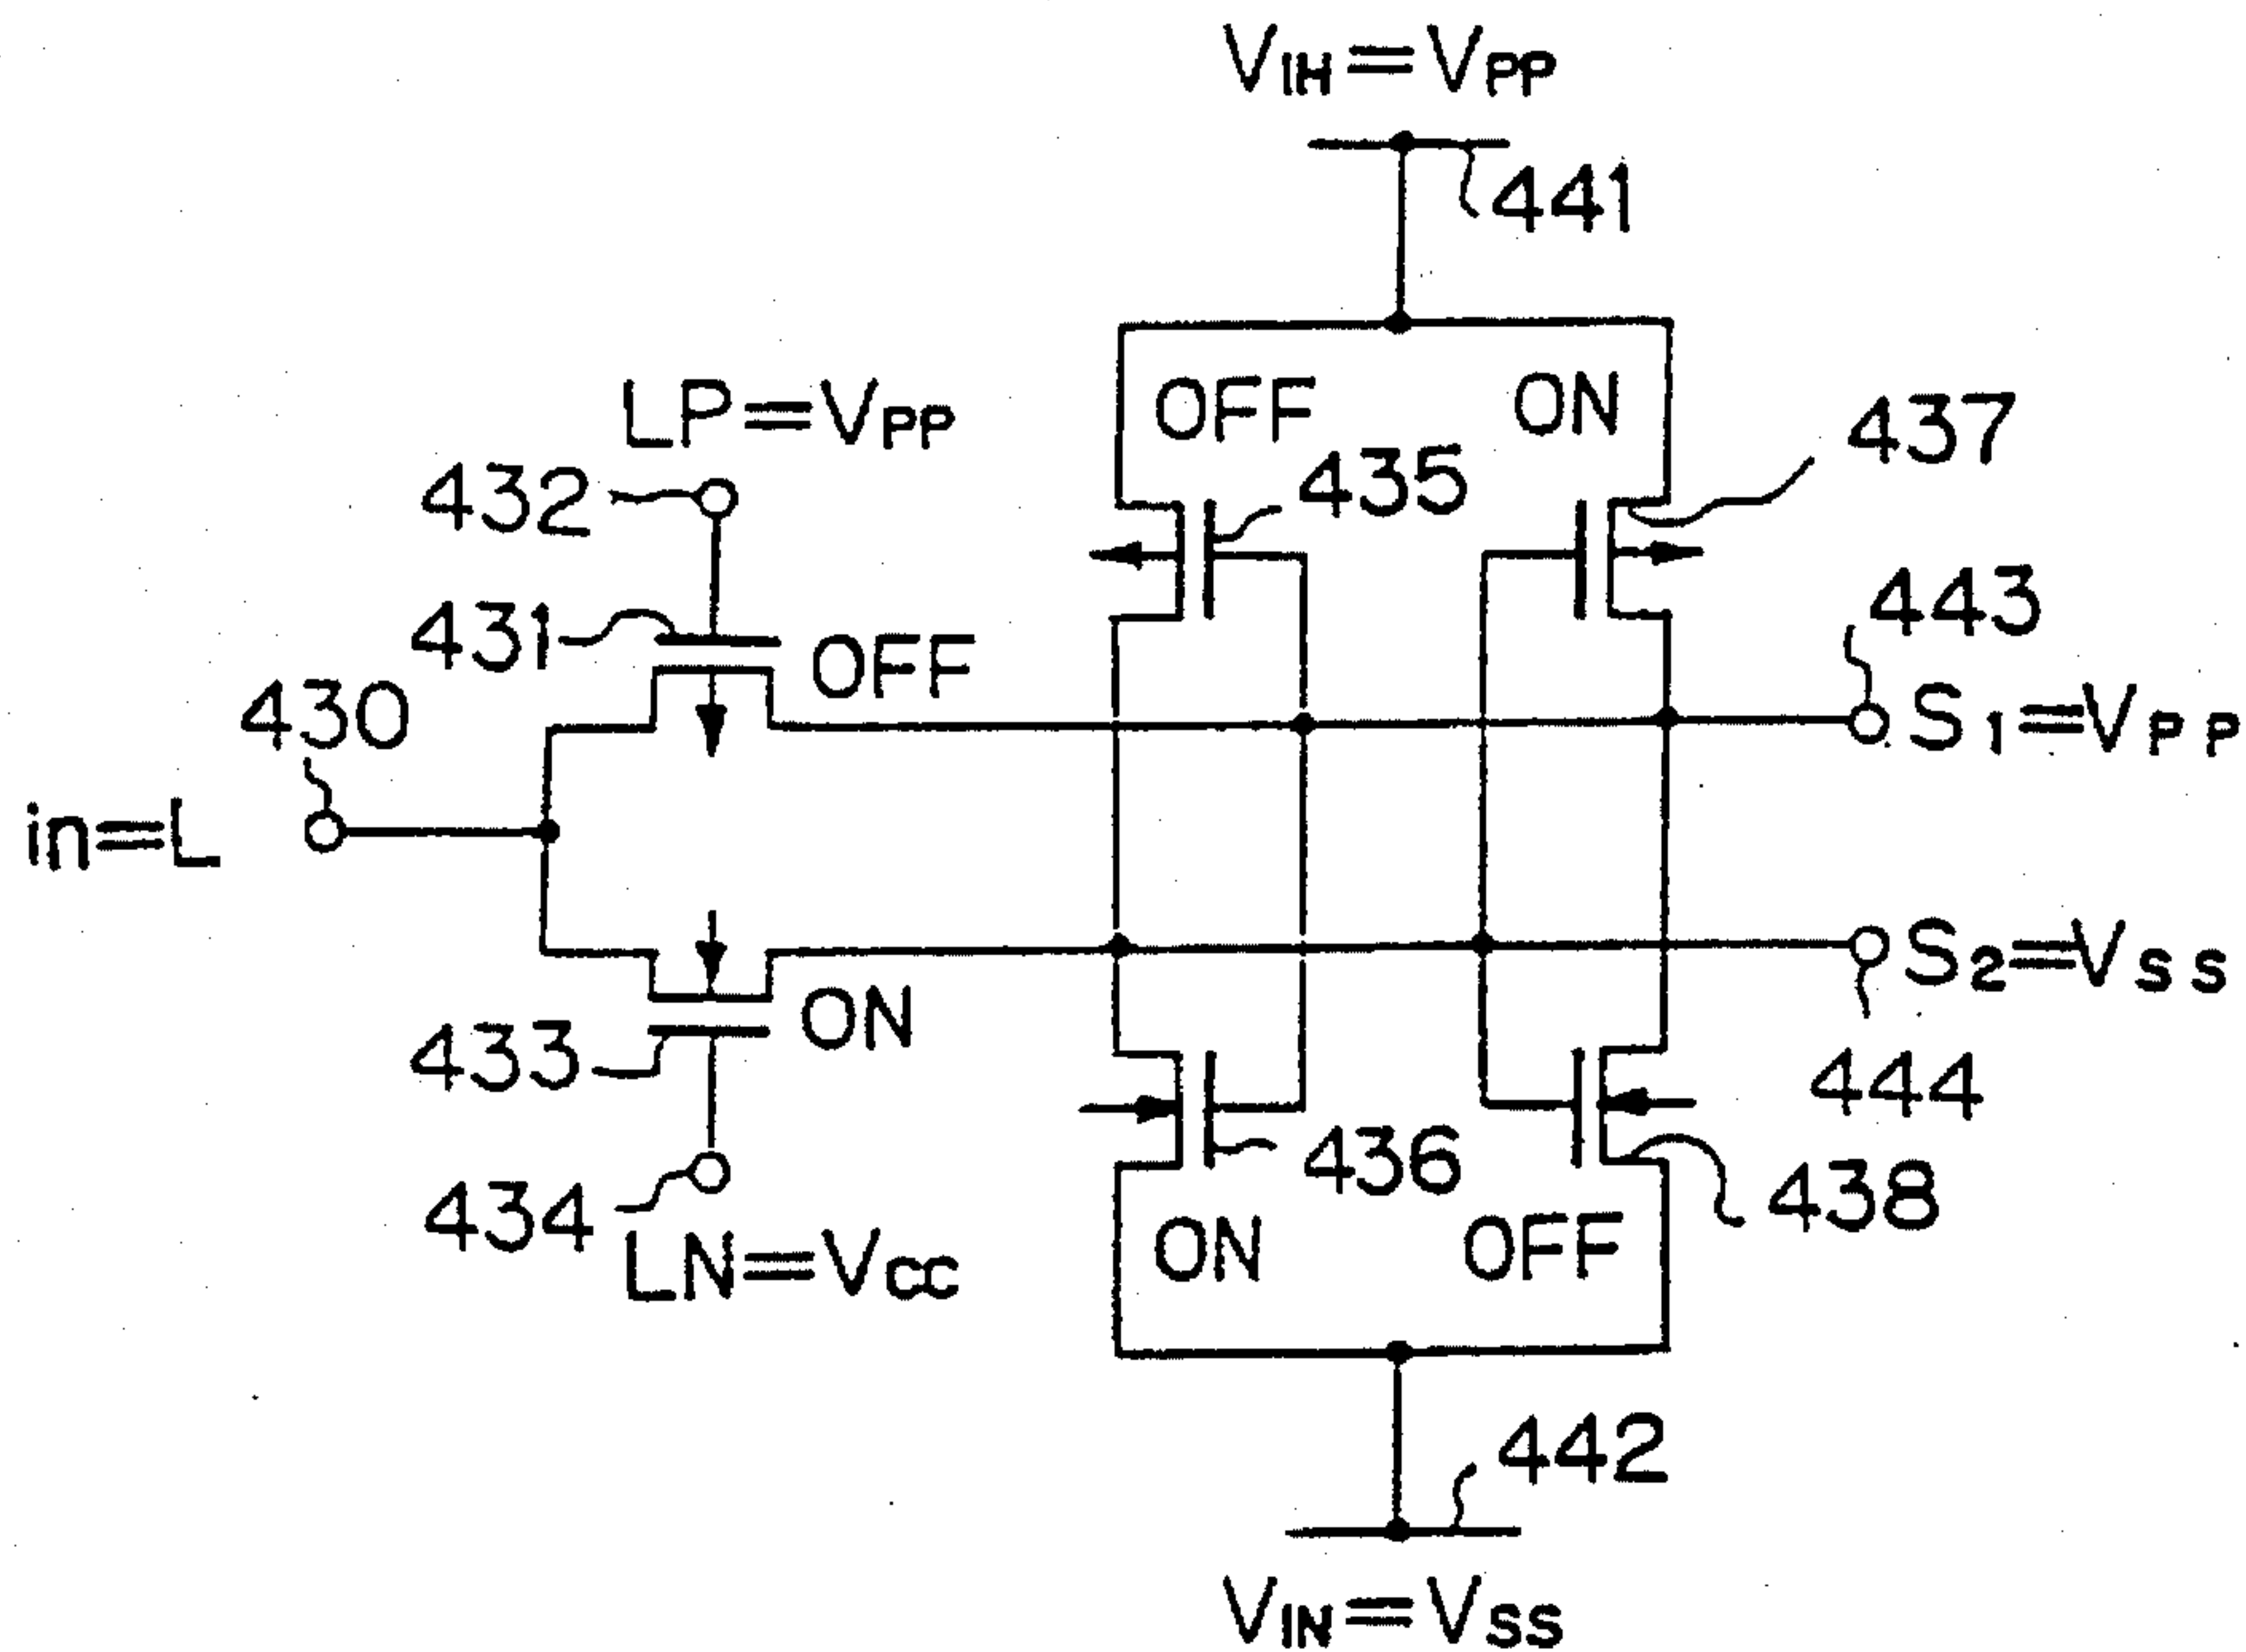 VIH=VPP
441
LP=VPP
OFF
ON
437
432
435
443
431
OFF
430
S1=VPP
in=L
S2=VSS
ON
433
444
436
438
434
LN=VCC
ON
OFF
442
VIN=VSS